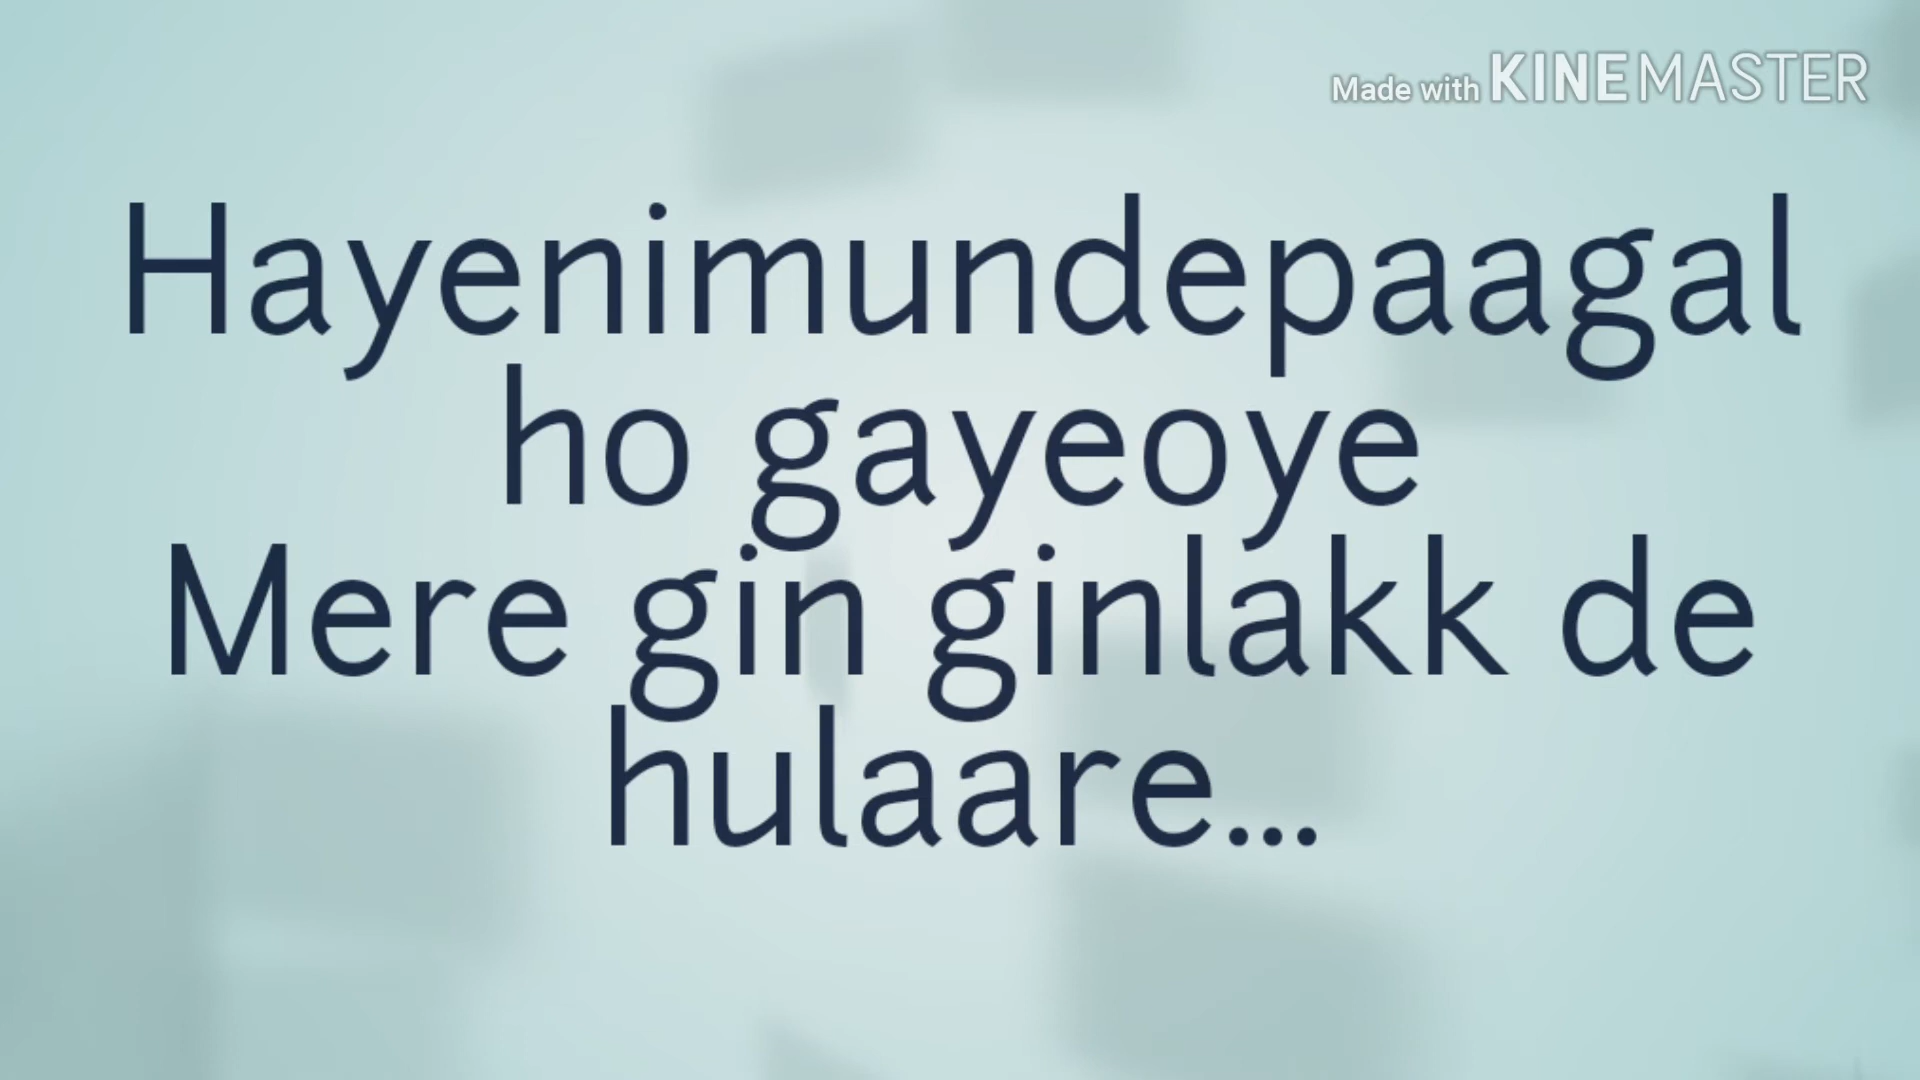 Made with KINEMASTER
Hayenimundepaagal
ho gayeoye
Mere gin ginlakk de
hulaare...